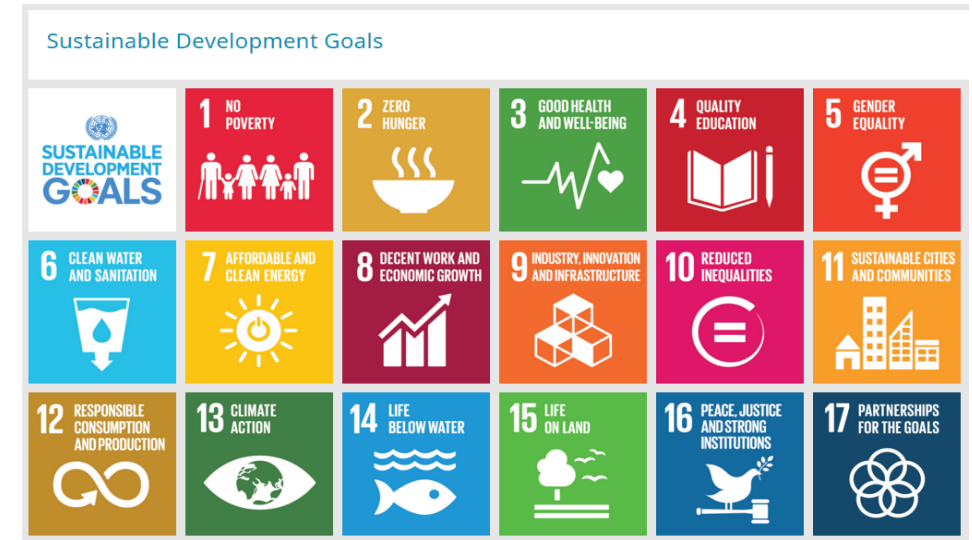 Sustainable Development Goals
SUSTAINABLE
DEVELOPMENT
GOALS
1 NO
POVERTY
2 ZERO
HUNGER
3 GOOD HEALTH
AND WELL-BEING
4 QUALITY
EDUCATION
5 GENDER
EQUALITY
6 CLEAN WATER
AND SANITATION
7 AFFORDABLE AND
CLEAN ENERGY
8 DECENT WORK AND
ECONOMIC GROWTH
9 INDUSTRY, INNOVATION
AND INFRASTRUCTURE
10 REDUCED
INEQUALITIES
11 SUSTAINABLE CITIES
AND COMMUNITIES
12 RESPONSIBLE
CONSUMPTION
AND PRODUCTION
13 CLIMATE
ACTION
14 LIFE
BELOW WATER
15 LIFE
ON LAND
16 PEACE, JUSTICE
AND STRONG
INSTITUTIONS
17 PARTNERSHIPS
FOR THE GOALS